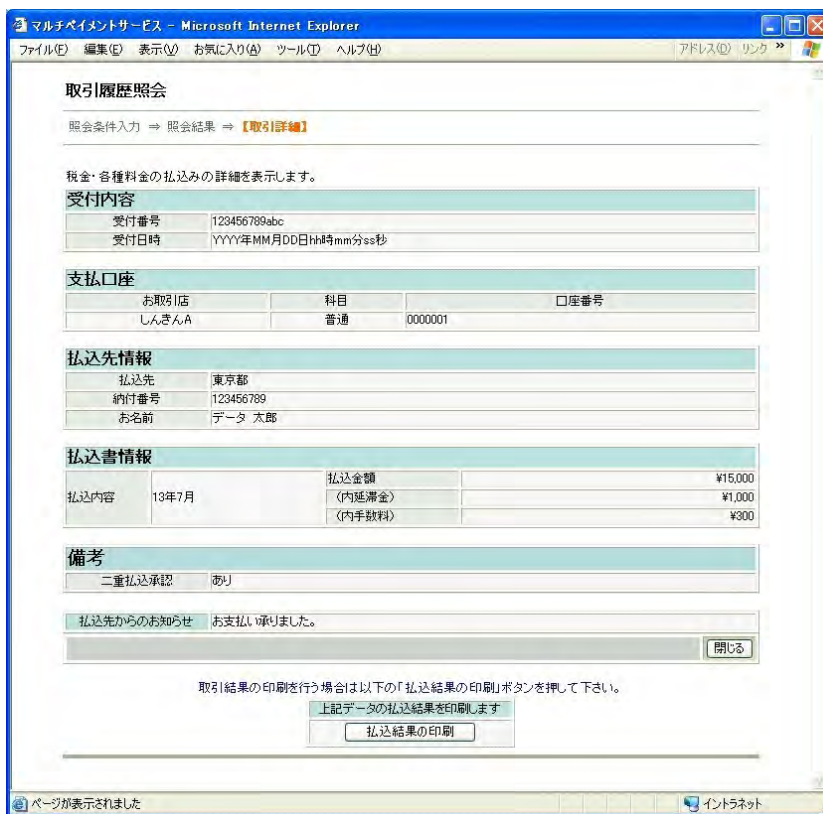 マルチペイメントサービス - Microsoft Internet Explorer
ファイル(F) 編集(E) 表示(V) お気に入り(A) ツール(T) ヘルプ(H) アドレス(D) リンク »
取引履歴照会
照会条件入力 ⇒ 照会結果 ⇒ 【取引詳細】
税金・各種料金の払込みの詳細を表示します。
受付内容
受付番号 123456789abc
受付日時 YYYY年MM月DD日hh時mm分ss秒
支払口座
お取引店 科目 口座番号
しんきんA 普通 0000001
払込先情報
払込先 東京都
納付番号 123456789
お名前 データ 太郎
払込書情報
払込内容 13年7月 払込金額 ¥15,000
(内延滞金) ¥1,000
(内手数料) ¥300
備考
二重払込承認 あり
払込先からのお知らせ お支払い承りました。
閉じる
取引結果の印刷を行う場合は以下の「払込結果の印刷」ボタンを押して下さい。
上記データの払込結果を印刷します
払込結果の印刷
ページが表示されました イントラネット